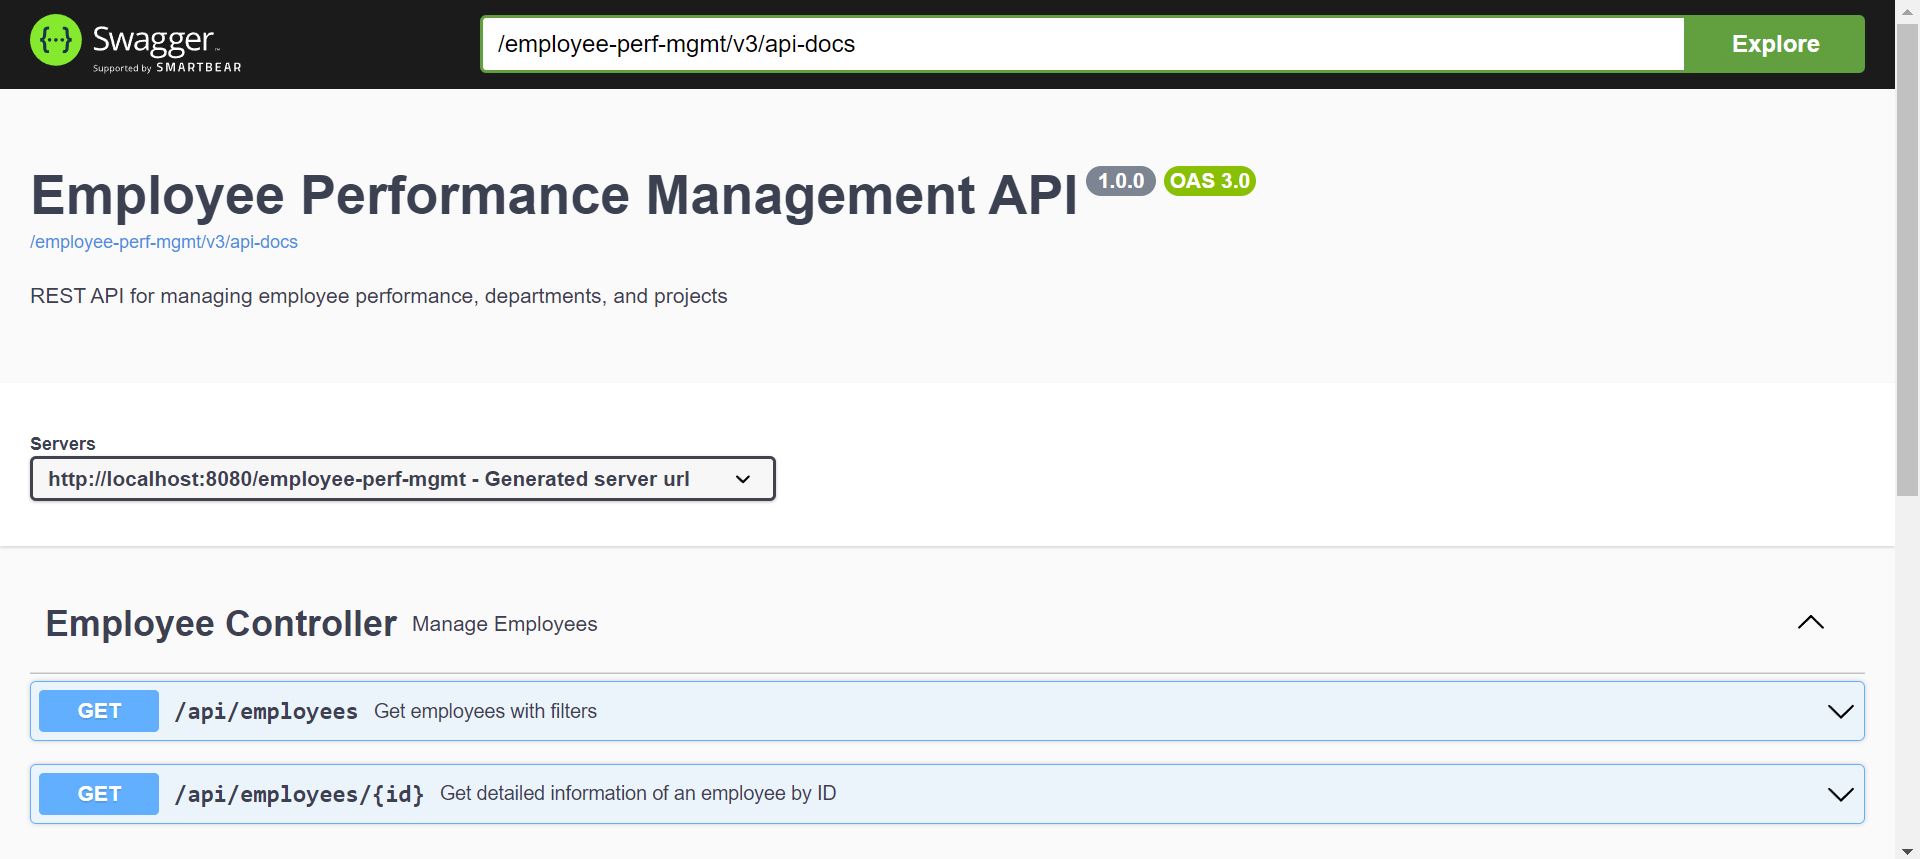 {···} Swagger™
Supported by SMARTBEAR
/employee-perf-mgmt/v3/api-docs
Explore
Employee Performance Management API 1.0.0 OAS 3.0
/employee-perf-mgmt/v3/api-docs
REST API for managing employee performance, departments, and projects
Servers
http://localhost:8080/employee-perf-mgmt - Generated server url
Employee Controller Manage Employees
GET /api/employees Get employees with filters
GET /api/employees/{id} Get detailed information of an employee by ID